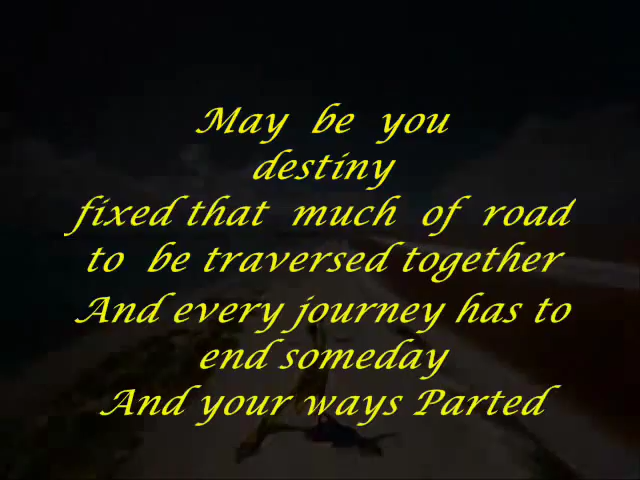 May be you
destiny
fixed that much of road
to be traversed together
And every journey has to
end someday
And your ways Parted